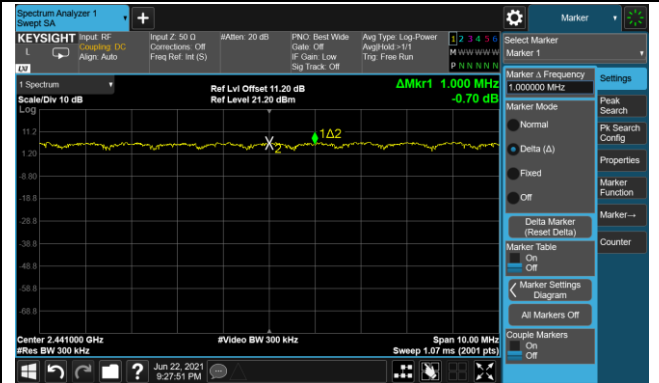 Spectrum Analyzer 1
Swept SA
Marker
KEYSIGHT
Input: RF
Coupling: DC
Align: Auto
Input Z: 50 Ω
Corrections: Off
Freq Ref: Int (S)
#Atten: 20 dB
PNO: Best Wide
Gate: Off
IF Gain: Low
Sig Track: Off
Avg Type: Log-Power
Avg|Hold:>1/1
Trig: Free Run
1 2 3 4 5 6
M W W W W W
P N N N N N
L
LXI
Select Marker
Marker 1
1 Spectrum
Scale/Div 10 dB
Log
Ref Lvl Offset 11.20 dB
Ref Level 21.20 dBm
ΔMkr1 1.000 MHz
-0.70 dB
11.2
1.20
-8.80
-18.8
-28.8
-38.8
-48.8
-58.8
-68.8
X2
1Δ2
Center 2.441000 GHz
#Res BW 300 kHz
#Video BW 300 kHz
Span 10.00 MHz
Sweep 1.07 ms (2001 pts)
Marker Δ Frequency
1.000000 MHz
Marker Mode
Normal
Delta (Δ)
Fixed
Off
Delta Marker
(Reset Delta)
Marker Table
On
Off
Marker Settings
Diagram
All Markers Off
Couple Markers
On
Off
Settings
Peak
Search
Pk Search
Config
Properties
Marker
Function
Marker→
Counter
Jun 22, 2021
9:27:51 PM